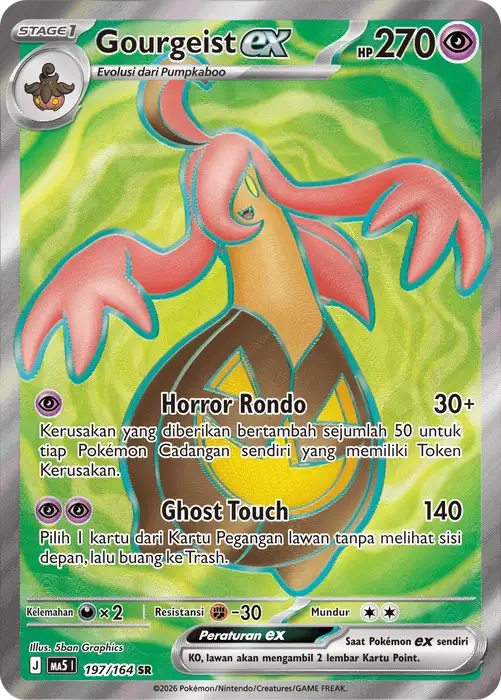 STAGE1 Gourgeist ex HP 270
Evolusi dari Pumpkaboo
Horror Rondo 30+
Kerusakan yang diberikan bertambah sejumlah 50 untuk
tiap Pokémon Cadangan sendiri yang memiliki Token
Kerusakan.
Ghost Touch 140
Pilih 1 kartu dari Kartu Pegangan lawan tanpa melihat sisi
depan, lalu buang ke Trash.
Kelemahan ×2 Resistansi -30 Mundur
Illus. 5ban Graphics
Peraturan ex
Saat Pokémon ex sendiri
KO, lawan akan mengambil 2 lembar Kartu Point.
J MA5 I 197/164 SR
©2026 Pokémon/Nintendo/Creatures/GAME FREAK.